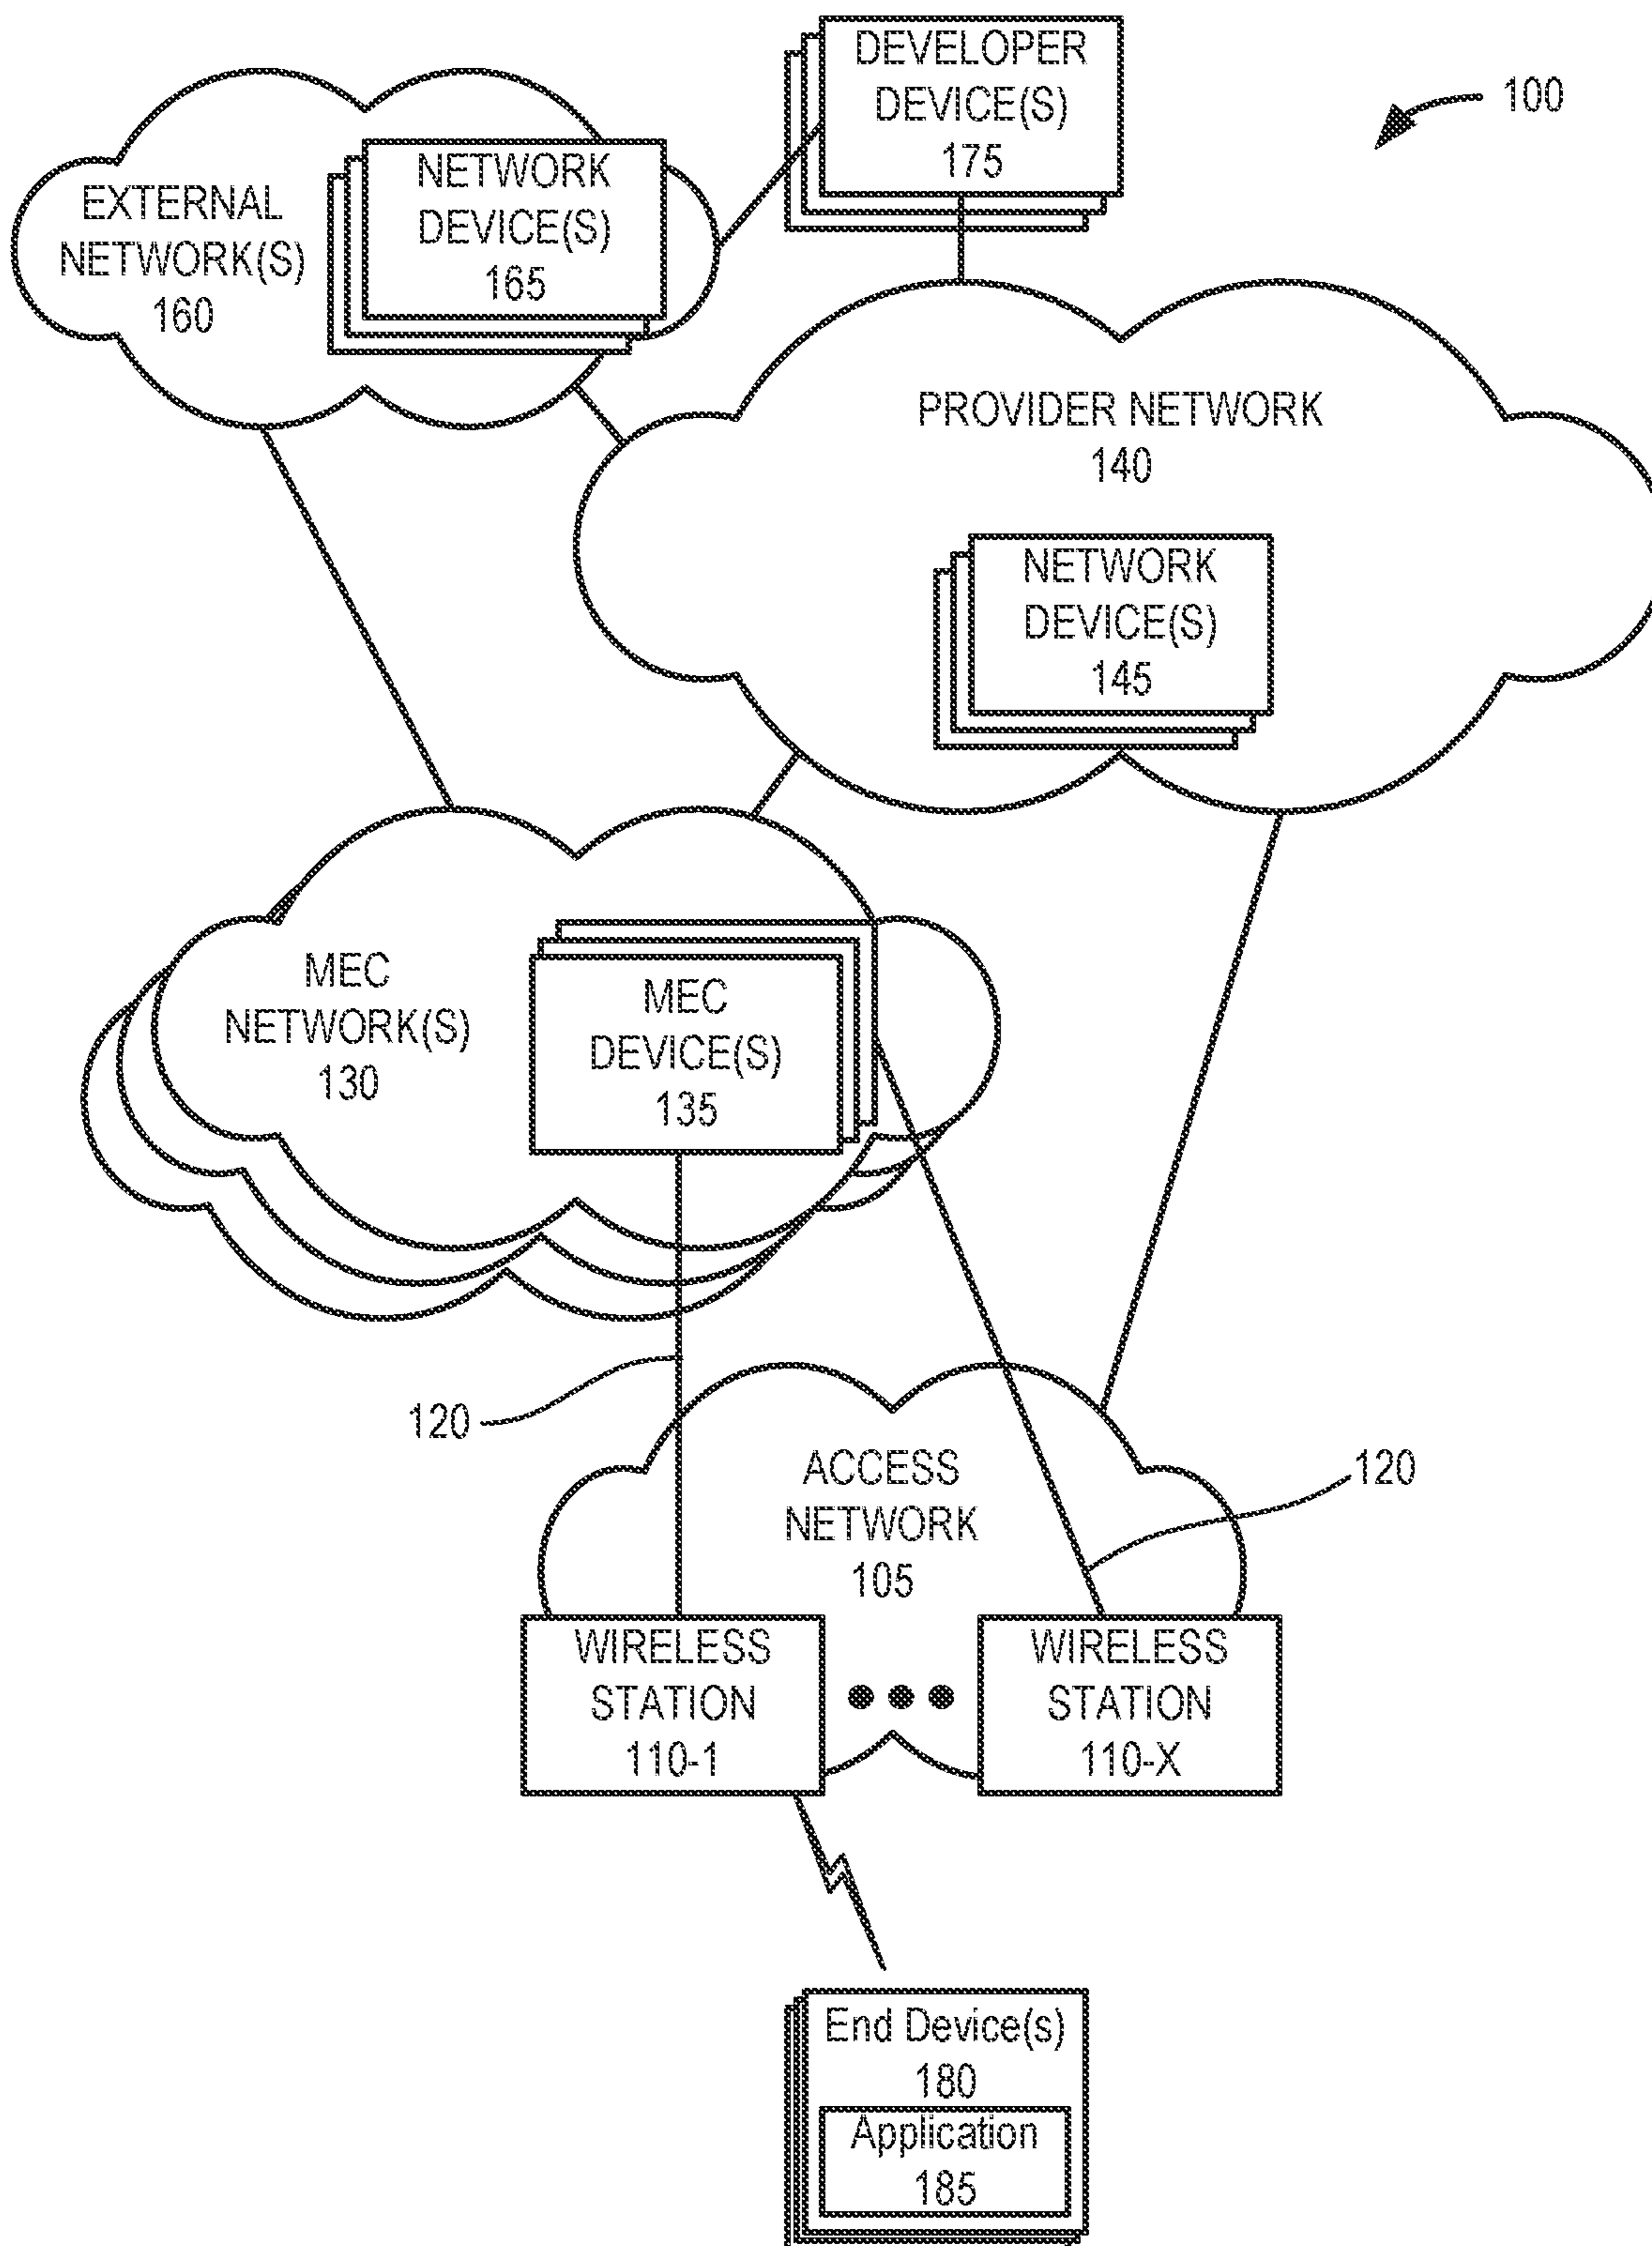 DEVELOPER
DEVICE(S)
175
100
NETWORK
DEVICE(S)
165
EXTERNAL
NETWORK(S)
160
PROVIDER NETWORK
140
NETWORK
DEVICE(S)
145
MEC
NETWORK(S)
130
MEC
DEVICE(S)
135
120
ACCESS
NETWORK
105
120
WIRELESS
STATION
110-1
WIRELESS
STATION
110-X
End Device(s)
180
Application
185